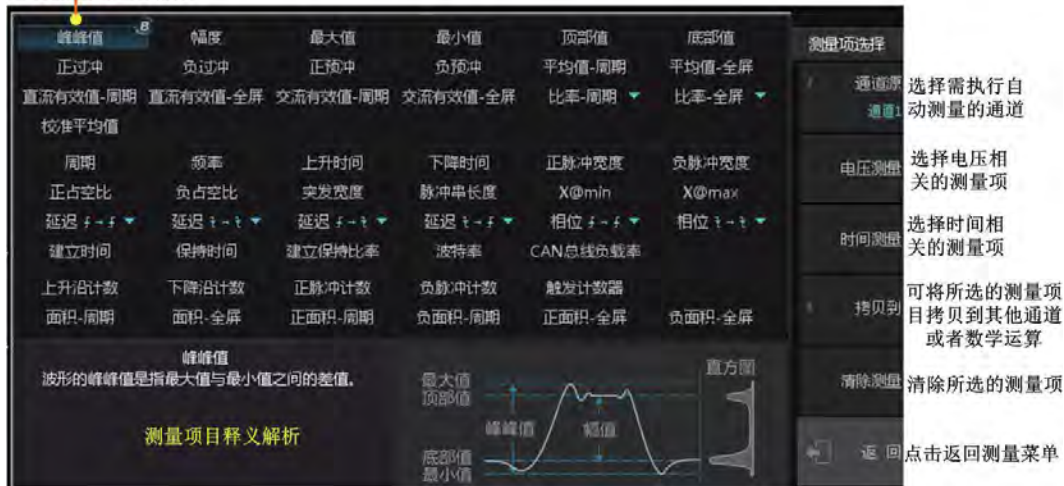 峰峰值 B 幅度 最大值 最小值 顶部值 底部值
正过冲 负过冲 正预冲 负预冲 平均值-周期 平均值-全屏
直流有效值-周期 直流有效值-全屏 交流有效值-周期 交流有效值-全屏 比率-周期 比率-全屏
校准平均值
周期 频率 上升时间 下降时间 正脉冲宽度 负脉冲宽度
正占空比 负占空比 突发宽度 脉冲串长度 X@min X@max
延迟 延迟 延迟 延迟 相位 相位
建立时间 保持时间 建立保持比率 波特率 CAN总线负载率
上升沿计数 下降沿计数 正脉冲计数 负脉冲计数 触发计数器
面积-周期 面积-全屏 正面积-周期 负面积-周期 正面积-全屏 负面积-全屏
峰峰值
波形的峰峰值是指最大值与最小值之间的差值。
测量项目释义解析
最大值
顶部值
峰峰值 幅值
底部值
最小值
直方图
测量项选择
通道源
通道1
电压测量
时间测量
拷贝到
清除测量
返 回
选择需执行自
动测量的通道
选择电压相
关的测量项
选择时间相
关的测量项
可将所选的测量项
目拷贝到其他通道
或者数学运算
清除所选的测量项
点击返回测量菜单